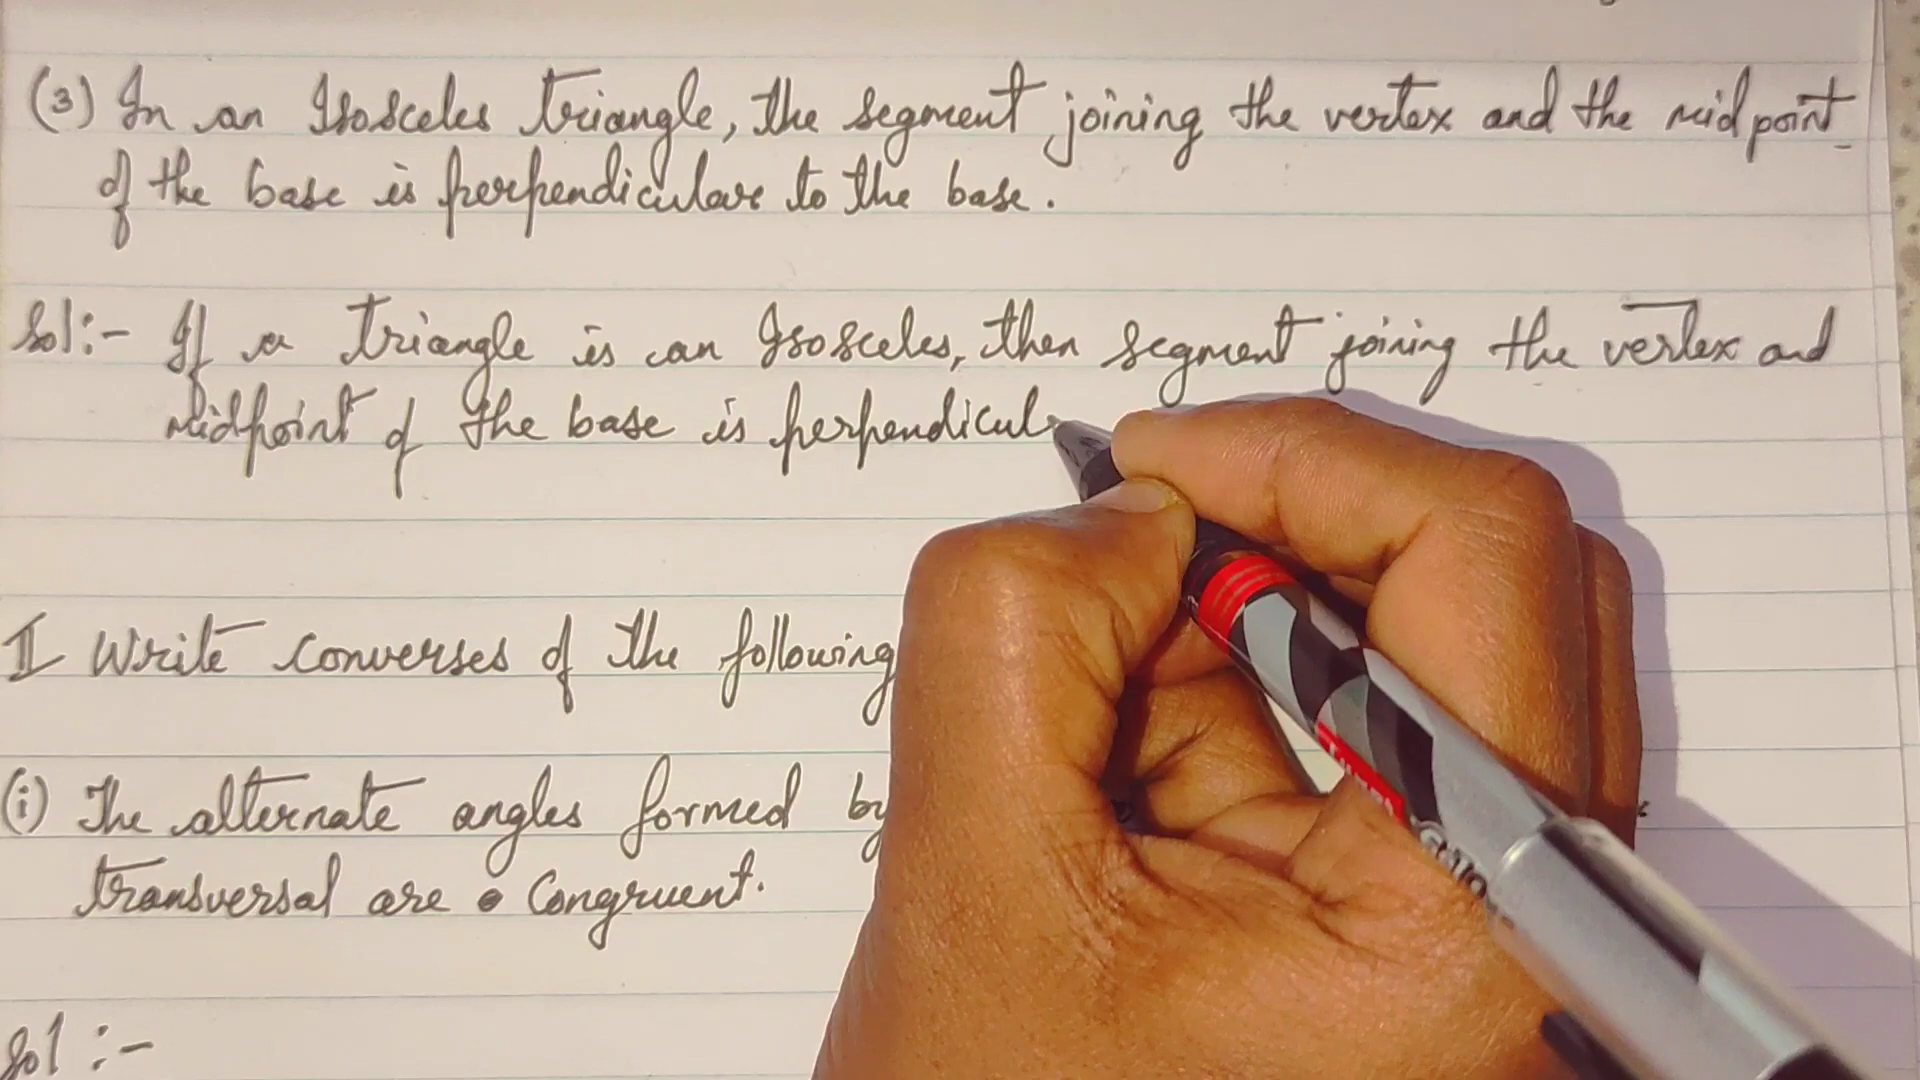 (3) In an Isosceles triangle, the segment joining the vertex and the midpoint
of the base is perpendicular to the base.
Sol:- If a triangle is an Isosceles, then segment joining the vertex and
midpoint of the base is perpendicul
I Write converses of the following
(i) The alternate angles formed by
transversal are Congruent.
Sol :-